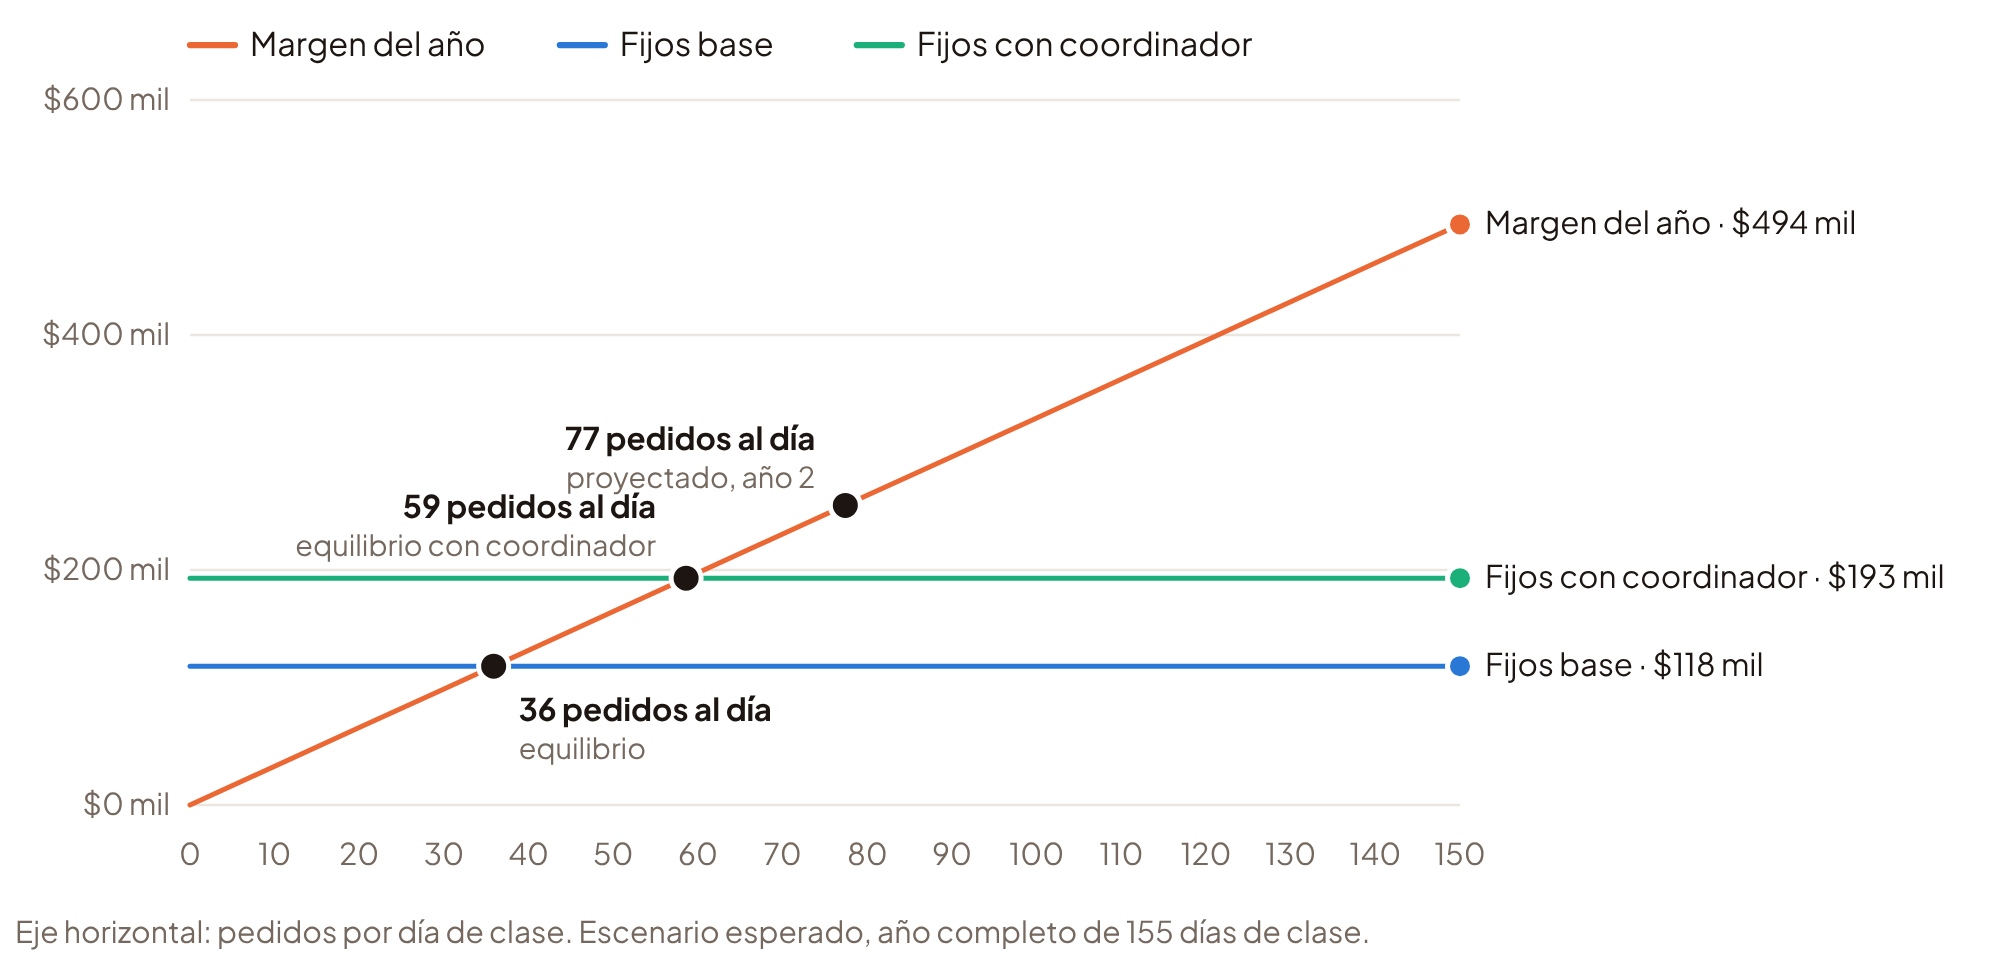 Margen del año
Fijos base
Fijos con coordinador
$600 mil
Margen del año · $494 mil
$400 mil
77 pedidos al día
proyectado, año 2
59 pedidos al día
equilibrio con coordinador
$200 mil
Fijos con coordinador · $193 mil
Fijos base · $118 mil
36 pedidos al día
equilibrio
$0 mil
0 10 20 30 40 50 60 70 80 90 100 110 120 130 140 150
Eje horizontal: pedidos por día de clase. Escenario esperado, año completo de 155 días de clase.